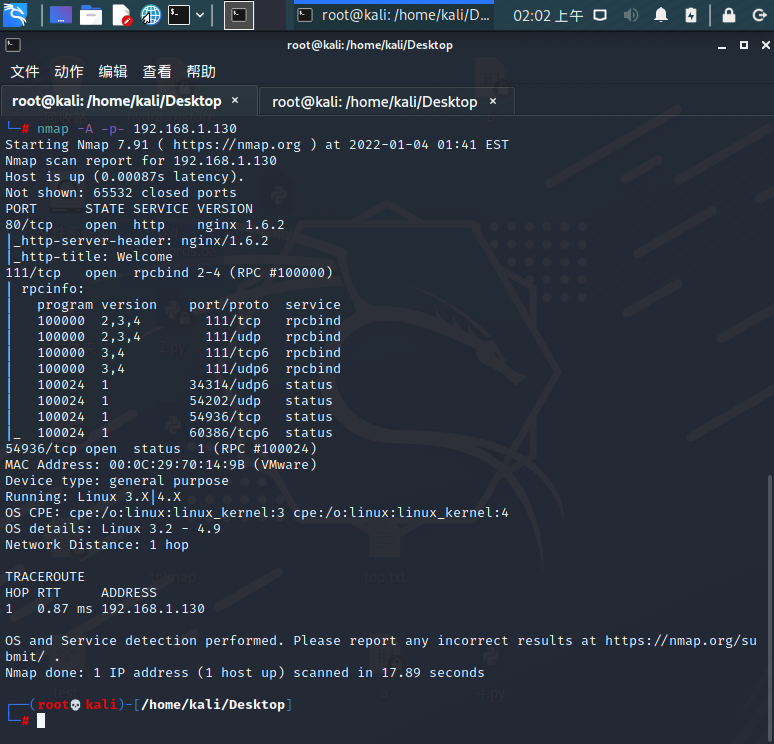 root@kali: /home/kali/D...
02:02 上午
root@kali: /home/kali/Desktop
文件 动作 编辑 查看 帮助
root@kali: /home/kali/Desktop × root@kali: /home/kali/Desktop ×
└─# nmap -A -p- 192.168.1.130
Starting Nmap 7.91 ( https://nmap.org ) at 2022-01-04 01:41 EST
Nmap scan report for 192.168.1.130
Host is up (0.00087s latency).
Not shown: 65532 closed ports
PORT      STATE SERVICE VERSION
80/tcp    open  http    nginx 1.6.2
|_http-server-header: nginx/1.6.2
|_http-title: Welcome
111/tcp   open  rpcbind 2-4 (RPC #100000)
| rpcinfo:
|   program version    port/proto  service
|   100000  2,3,4        111/tcp   rpcbind
|   100000  2,3,4        111/udp   rpcbind
|   100000  3,4          111/tcp6  rpcbind
|   100000  3,4          111/udp6  rpcbind
|   100024  1          34314/udp6  status
|   100024  1          54202/udp   status
|   100024  1          54936/tcp   status
|_  100024  1          60386/tcp6  status
54936/tcp open  status  1 (RPC #100024)
MAC Address: 00:0C:29:70:14:9B (VMware)
Device type: general purpose
Running: Linux 3.X|4.X
OS CPE: cpe:/o:linux:linux_kernel:3 cpe:/o:linux:linux_kernel:4
OS details: Linux 3.2 - 4.9
Network Distance: 1 hop
TRACEROUTE
HOP RTT     ADDRESS
1   0.87 ms 192.168.1.130
OS and Service detection performed. Please report any incorrect results at https://nmap.org/su
bmit/ .
Nmap done: 1 IP address (1 host up) scanned in 17.89 seconds
┌──(root💀kali)-[/home/kali/Desktop]
└─#
top.txt
4.py